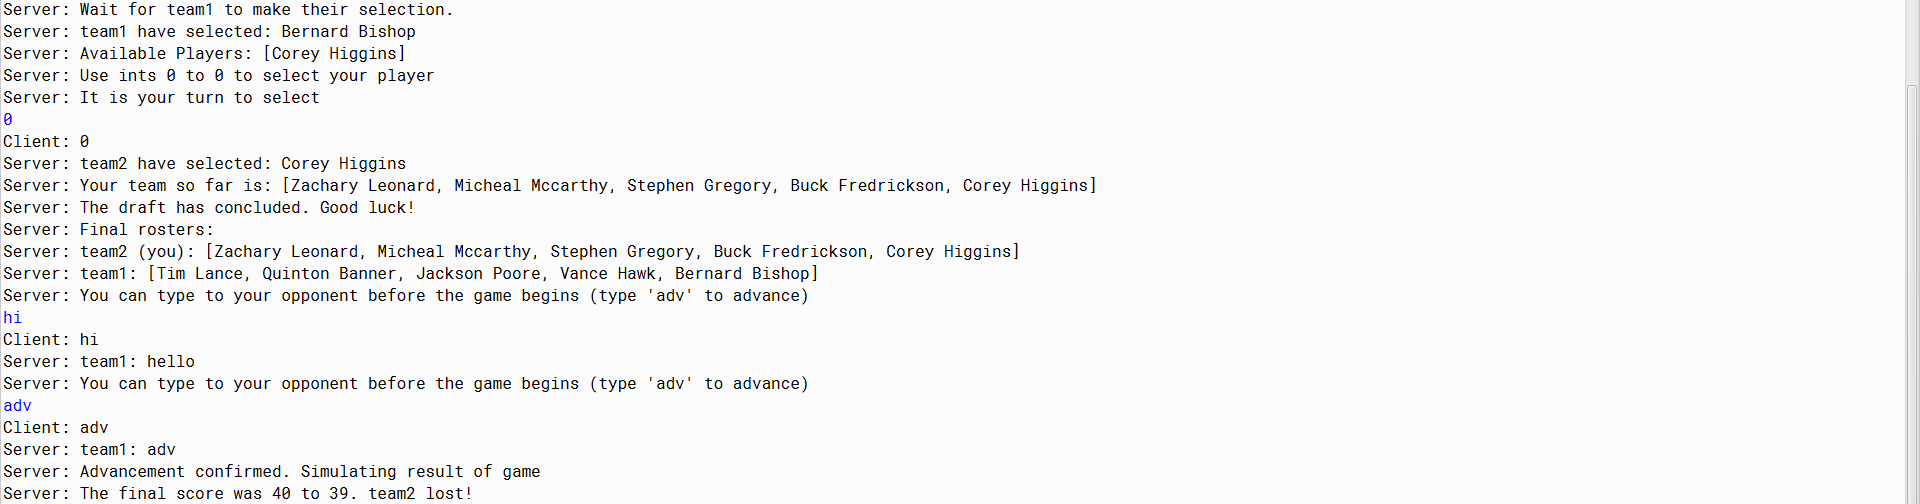 Server: Wait for team1 to make their selection.
Server: team1 have selected: Bernard Bishop
Server: Available Players: [Corey Higgins]
Server: Use ints 0 to 0 to select your player
Server: It is your turn to select
0
Client: 0
Server: team2 have selected: Corey Higgins
Server: Your team so far is: [Zachary Leonard, Micheal Mccarthy, Stephen Gregory, Buck Fredrickson, Corey Higgins]
Server: The draft has concluded. Good luck!
Server: Final rosters:
Server: team2 (you): [Zachary Leonard, Micheal Mccarthy, Stephen Gregory, Buck Fredrickson, Corey Higgins]
Server: team1: [Tim Lance, Quinton Banner, Jackson Poore, Vance Hawk, Bernard Bishop]
Server: You can type to your opponent before the game begins (type 'adv' to advance)
hi
Client: hi
Server: team1: hello
Server: You can type to your opponent before the game begins (type 'adv' to advance)
adv
Client: adv
Server: team1: adv
Server: Advancement confirmed. Simulating result of game
Server: The final score was 40 to 39. team2 lost!